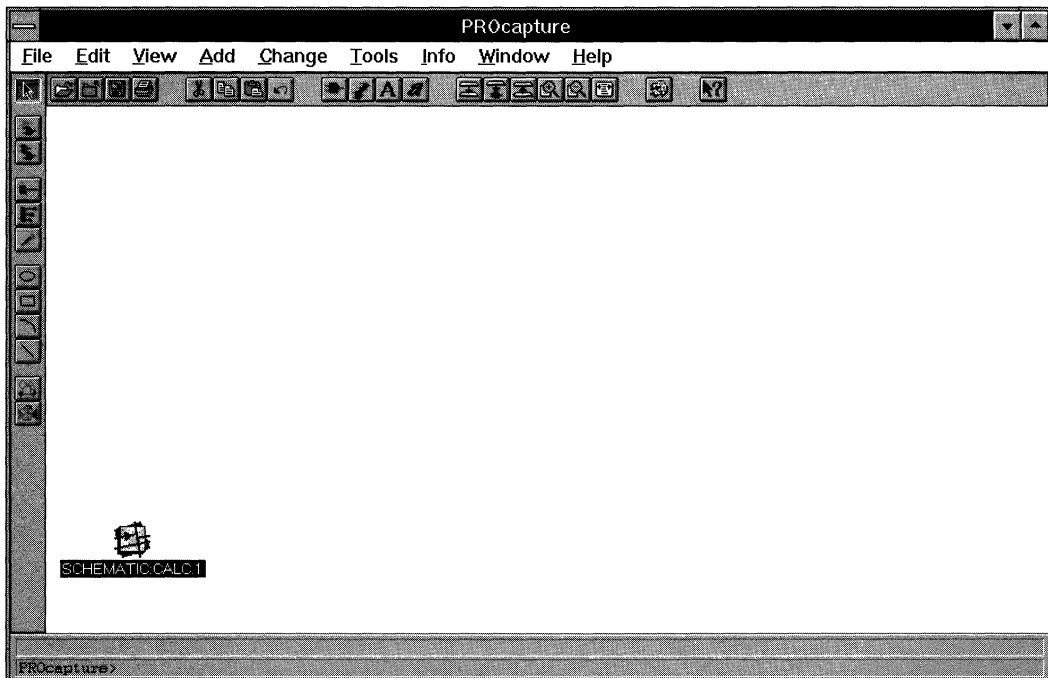 PROcapture
File Edit View Add Change Tools Info Window Help
A
SCHEMATIC:CALC.1
PROcapture>